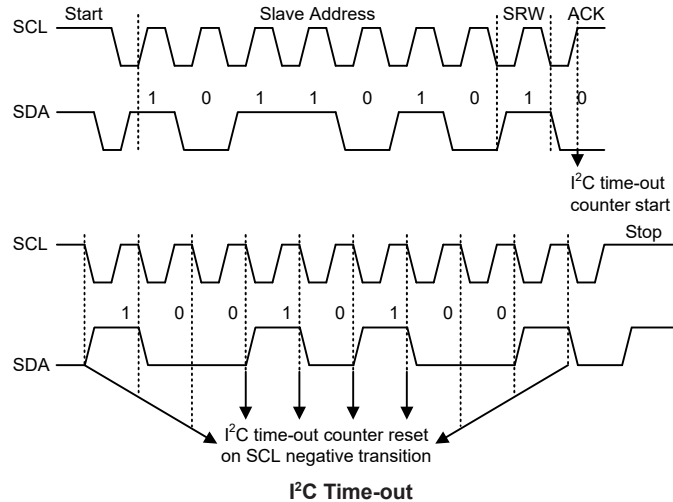 Start Slave Address SRW ACK
SCL
1 0 1 1 0 1 0 1 0
SDA
I²C time-out
counter start
Stop
SCL
1 0 0 1 0 1 0 0
SDA
I²C time-out counter reset
on SCL negative transition
I²C Time-out